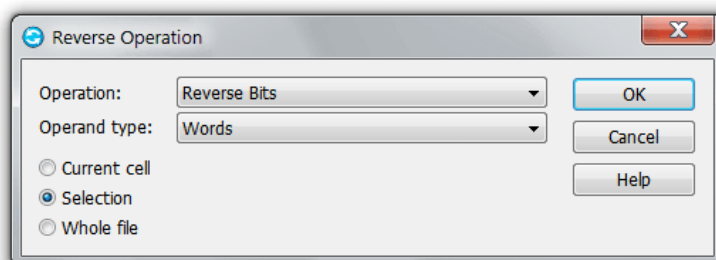 Reverse Operation
Operation: Reverse Bits OK
Operand type: Words Cancel
Current cell Help
Selection
Whole file